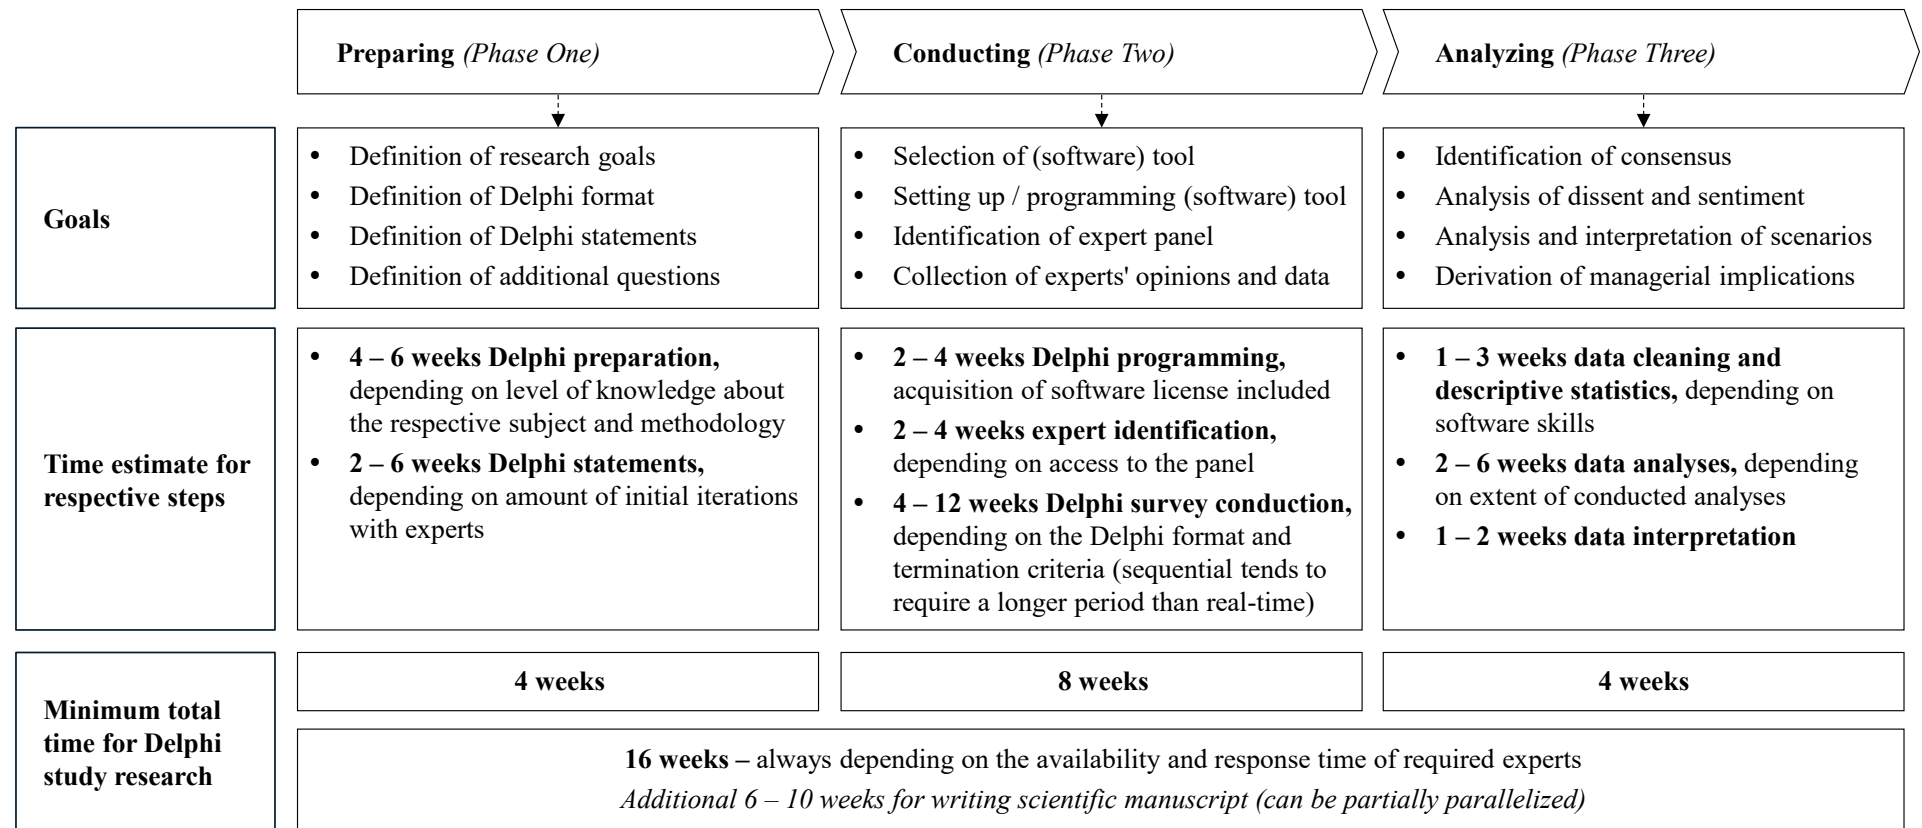 Preparing (Phase One)
Conducting (Phase Two)
Analyzing (Phase Three)
Goals
• Definition of research goals
• Definition of Delphi format
• Definition of Delphi statements
• Definition of additional questions
• Selection of (software) tool
• Setting up / programming (software) tool
• Identification of expert panel
• Collection of experts' opinions and data
• Identification of consensus
• Analysis of dissent and sentiment
• Analysis and interpretation of scenarios
• Derivation of managerial implications
Time estimate for
respective steps
• 4 – 6 weeks Delphi preparation,
depending on level of knowledge about
the respective subject and methodology
• 2 – 6 weeks Delphi statements,
depending on amount of initial iterations
with experts
• 2 – 4 weeks Delphi programming,
acquisition of software license included
• 2 – 4 weeks expert identification,
depending on access to the panel
• 4 – 12 weeks Delphi survey conduction,
depending on the Delphi format and
termination criteria (sequential tends to
require a longer period than real-time)
• 1 – 3 weeks data cleaning and
descriptive statistics, depending on
software skills
• 2 – 6 weeks data analyses, depending
on extent of conducted analyses
• 1 – 2 weeks data interpretation
Minimum total
time for Delphi
study research
4 weeks
8 weeks
4 weeks
16 weeks – always depending on the availability and response time of required experts
Additional 6 – 10 weeks for writing scientific manuscript (can be partially parallelized)